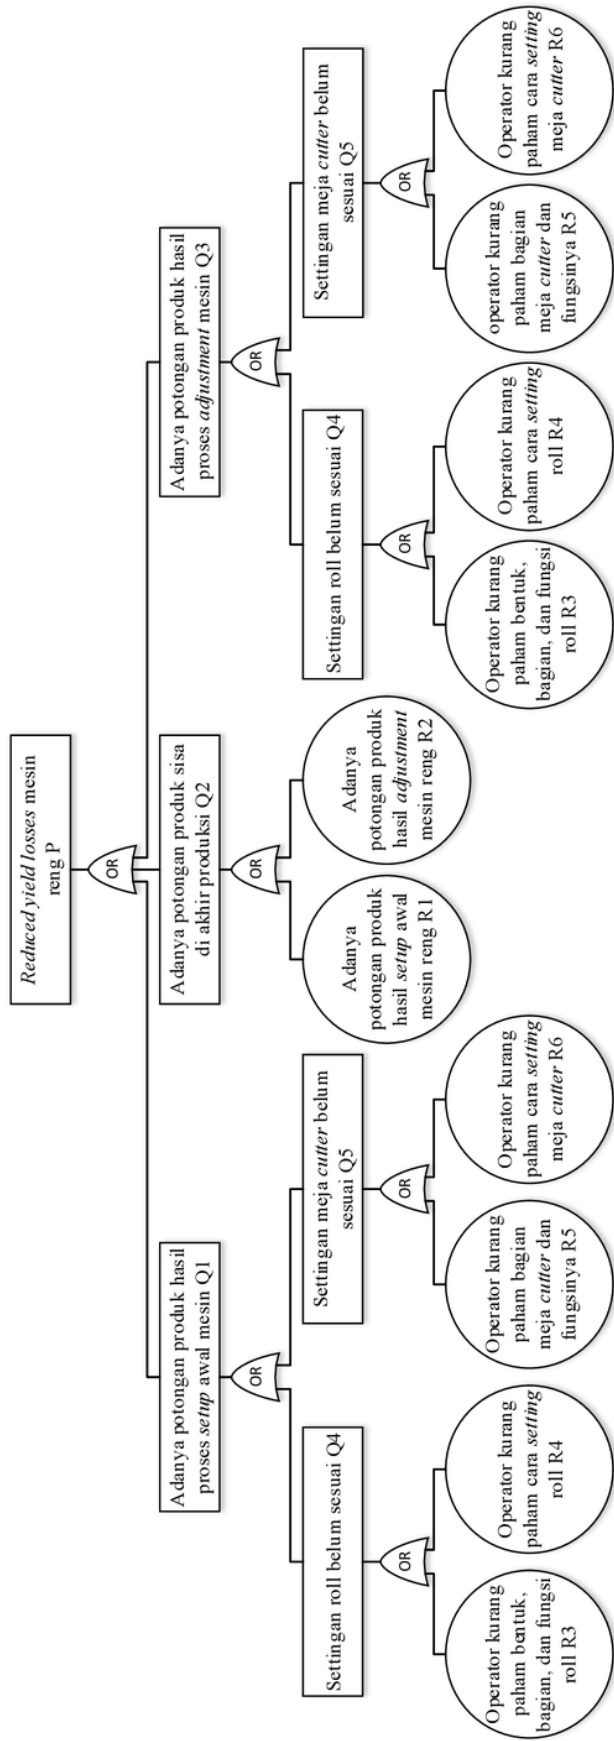 Reduced yield losses mesin
reng P
OR
Adanya potongan produk hasil
proses setup awal mesin Q1
Adanya potongan produk sisa
di akhir produksi Q2
Adanya potongan produk hasil
proses adjustment mesin Q3
OR
OR
OR
Settingan roll belum sesuai Q4
Settingan meja cutter belum
sesuai Q5
Adanya
potongan produk
hasil setup awal
mesin reng R1
Adanya
potongan produk
hasil adjustment
mesin reng R2
Settingan roll belum sesuai Q4
Settingan meja cutter belum
sesuai Q5
OR
OR
OR
OR
Operator kurang
paham bentuk,
bagian, dan fungsi
roll R3
Operator kurang
paham cara setting
roll R4
Operator kurang
paham bagian
meja cutter dan
fungsinya R5
Operator kurang
paham cara setting
meja cutter R6
Operator kurang
paham bentuk,
bagian, dan fungsi
roll R3
Operator kurang
paham cara setting
roll R4
operator kurang
paham bagian
meja cutter dan
fungsinya R5
Operator kurang
paham cara setting
meja cutter R6